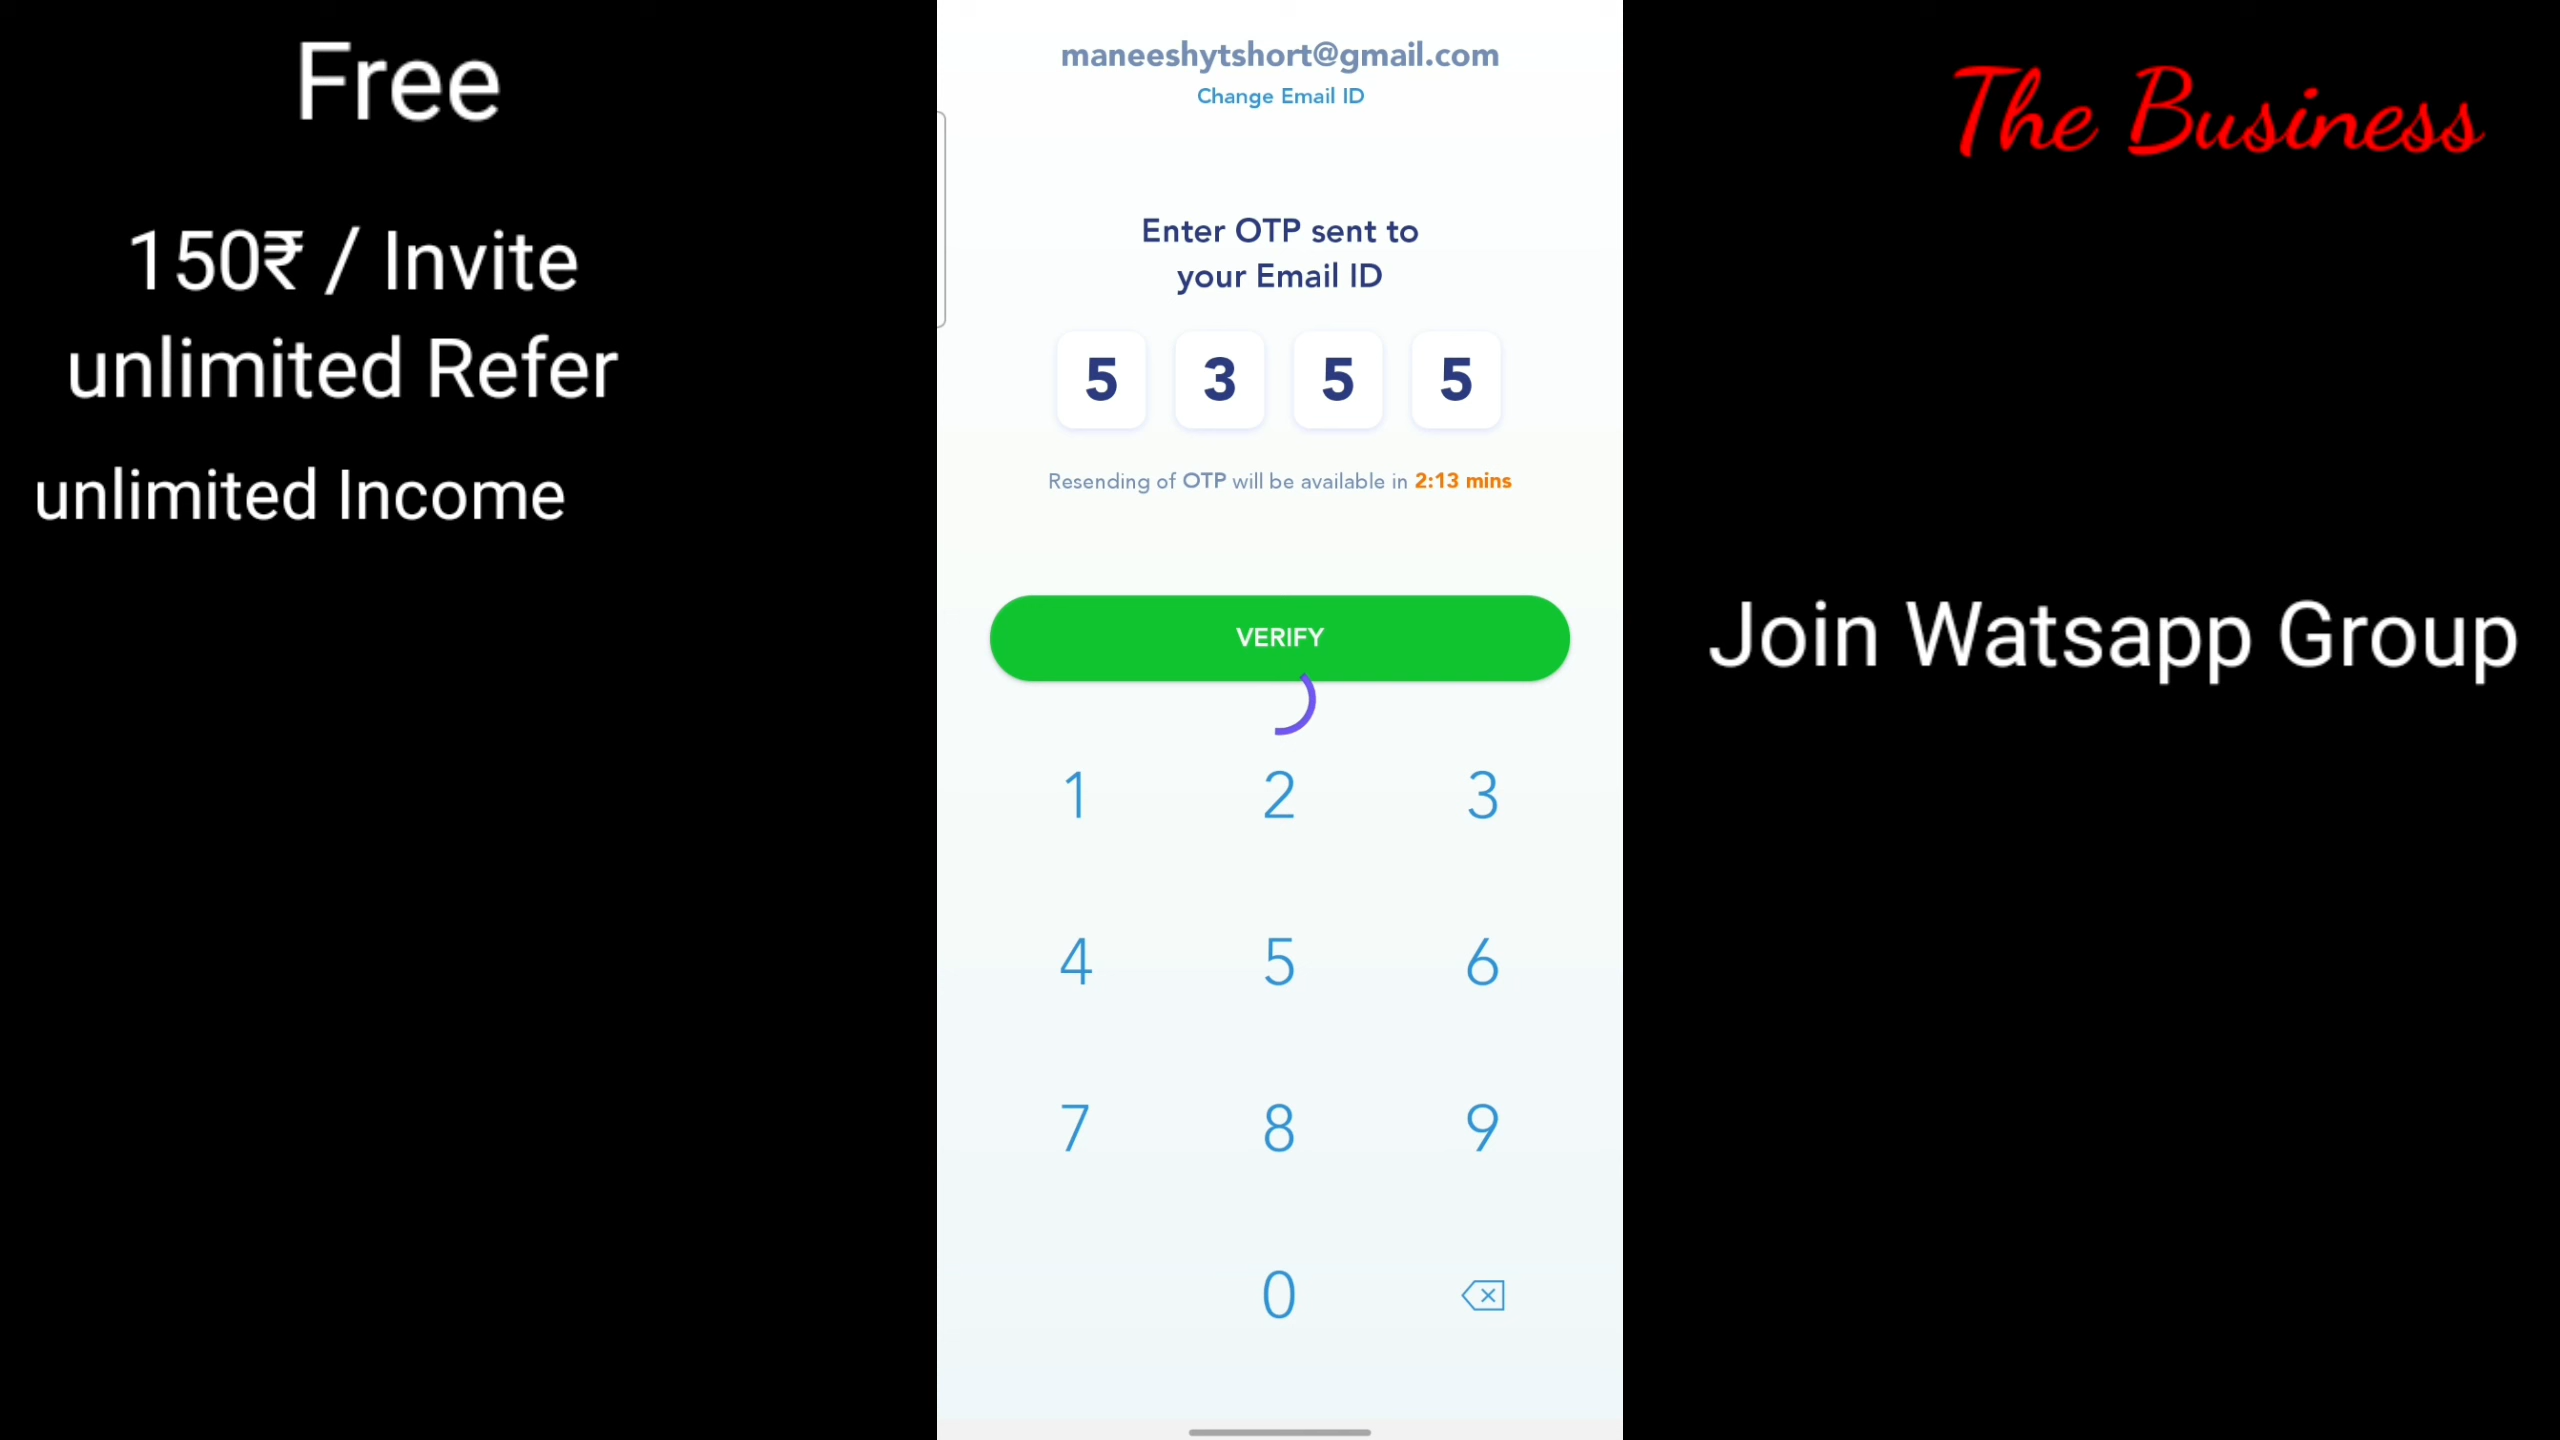 Free
150₹ / Invite
unlimited Refer
unlimited Income
maneeshytshort@gmail.com
Change Email ID
Enter OTP sent to
your Email ID
5 3 5 5
Resending of OTP will be available in 2:13 mins
VERIFY
1 2 3
4 5 6
7 8 9
0
The Business
Join Watsapp Group